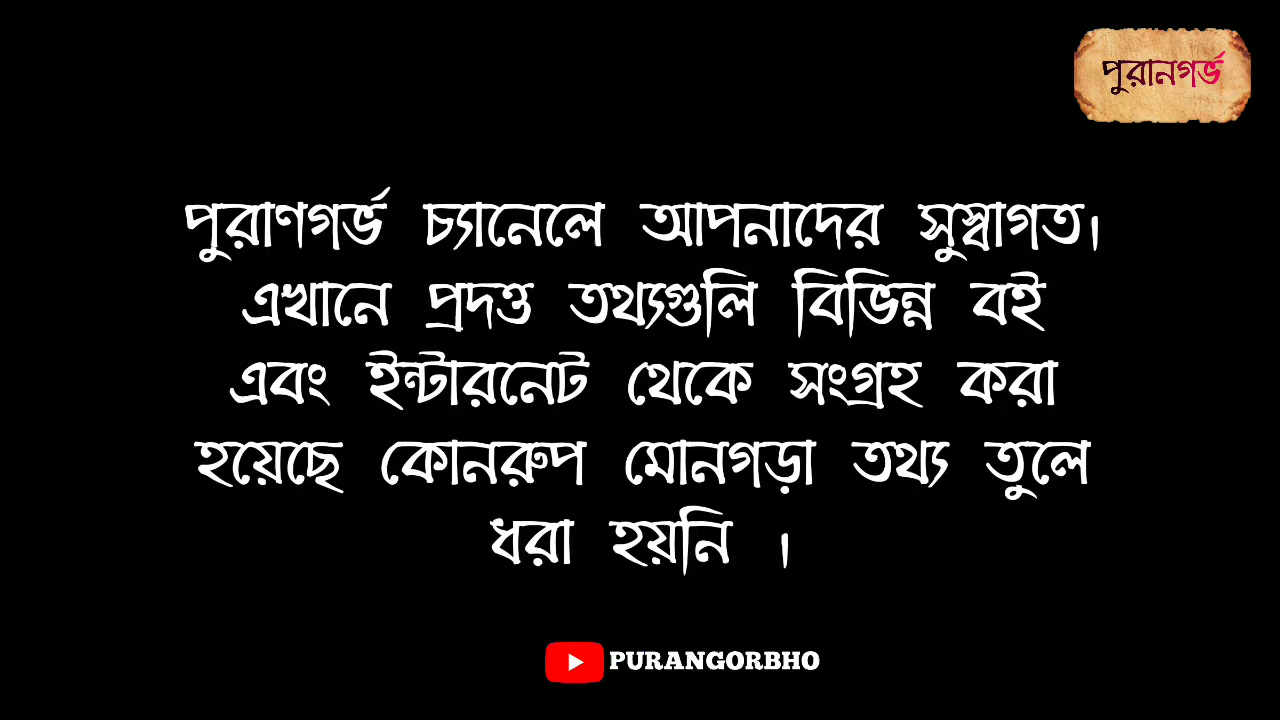 পুরানগর্ভ
পুরাণগর্ভ চ্যানেলে আপনাদের সুস্বাগত।
এখানে প্রদত্ত তথ্যগুলি বিভিন্ন বই
এবং ইন্টারনেট থেকে সংগ্রহ করা
হয়েছে কোনরুপ মোনগড়া তথ্য তুলে
ধরা হয়নি ।
PURANGORBHO